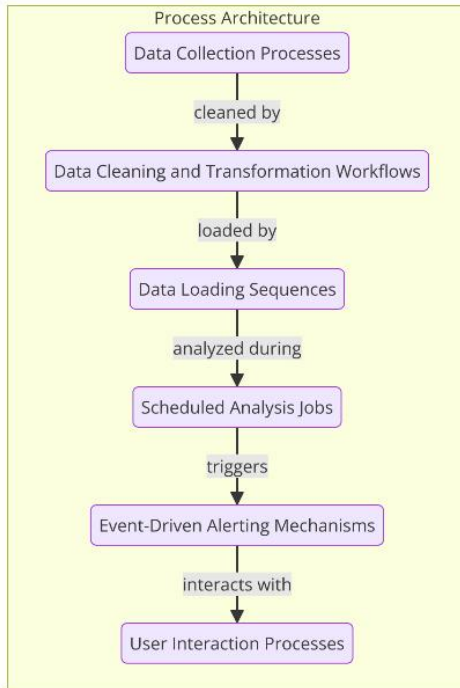 Process Architecture
Data Collection Processes
cleaned by
Data Cleaning and Transformation Workflows
loaded by
Data Loading Sequences
analyzed during
Scheduled Analysis Jobs
triggers
Event-Driven Alerting Mechanisms
interacts with
User Interaction Processes